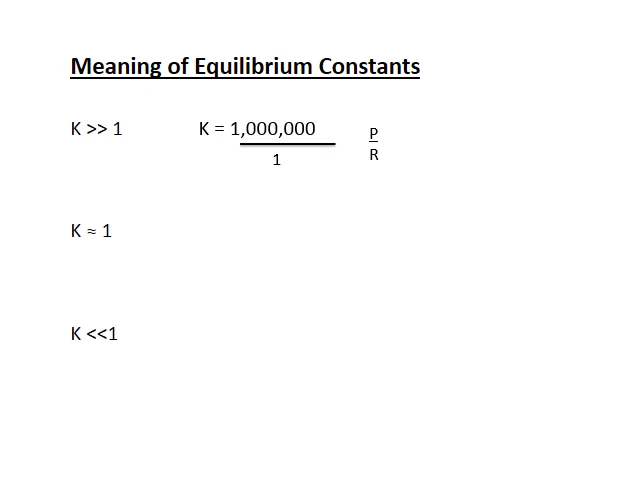 Meaning of Equilibrium Constants
K >> 1 K = 1,000,000 P
1 R
K ≈ 1
K <<1